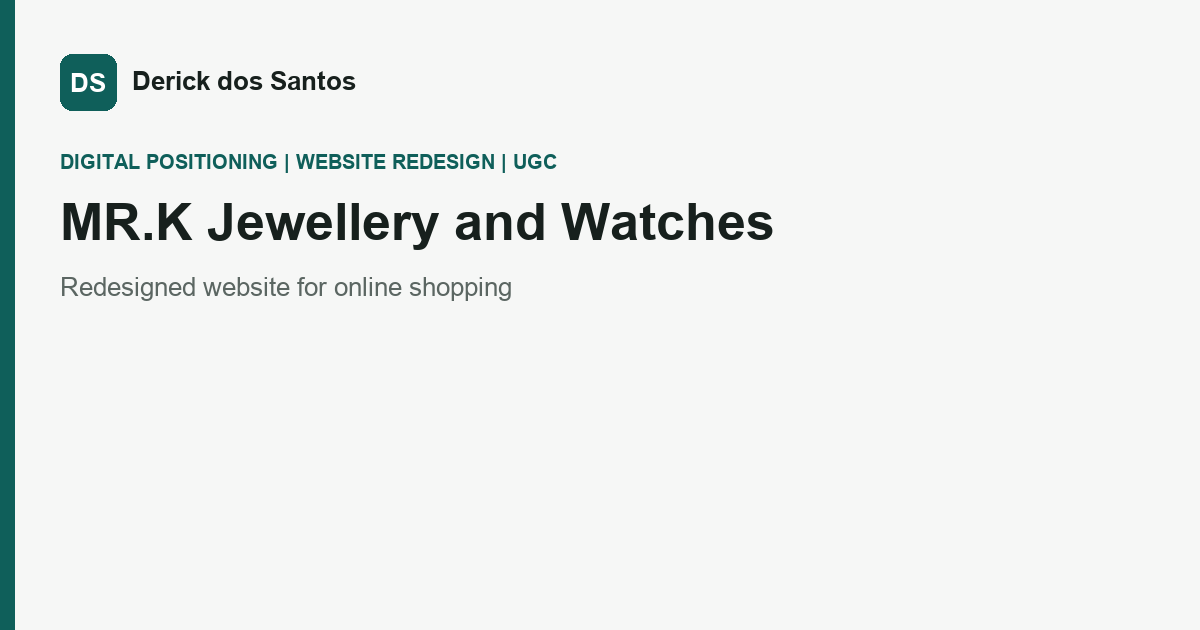 DS
Derick dos Santos
DIGITAL POSITIONING | WEBSITE REDESIGN | UGC
MR.K Jewellery and Watches
Redesigned website for online shopping